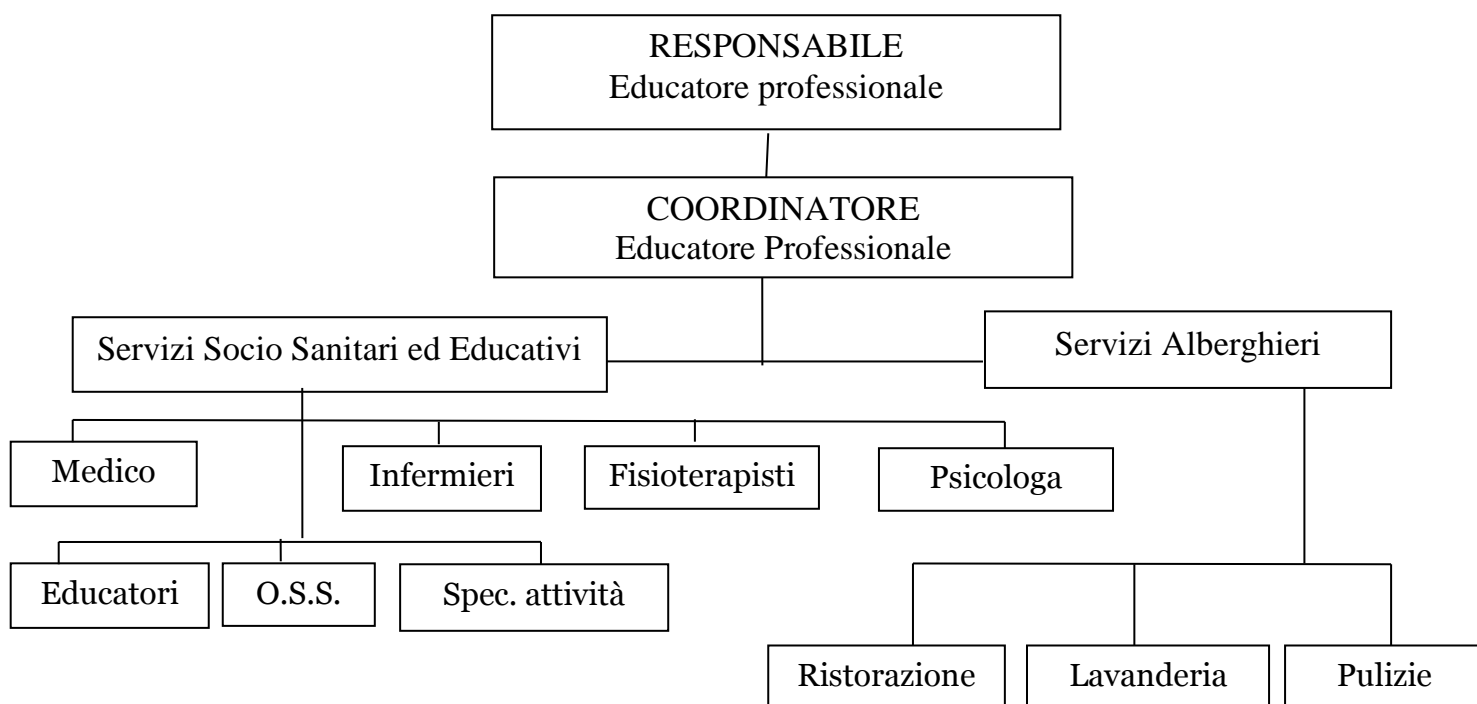 RESPONSABILE
Educatore professionale
COORDINATORE
Educatore Professionale
Servizi Socio Sanitari ed Educativi
Servizi Alberghieri
Medico
Infermieri
Fisioterapisti
Psicologa
Educatori
O.S.S.
Spec. attività
Ristorazione
Lavanderia
Pulizie